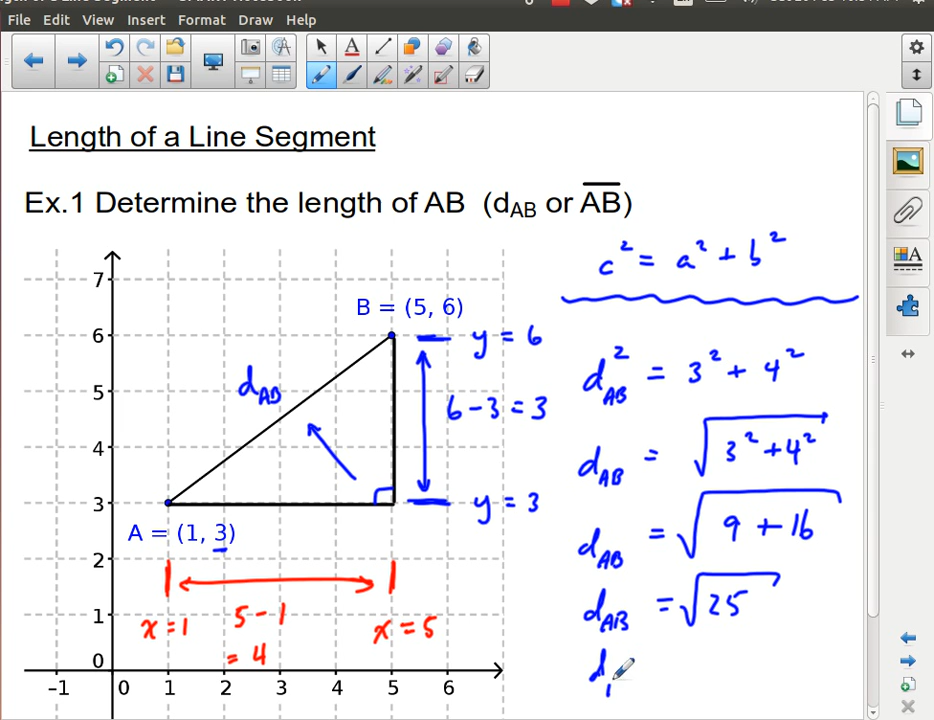 File Edit View Insert Format Draw Help
Length of a Line Segment
Ex.1 Determine the length of AB (dAB or A̅B̅)
c² = a² + b²
7
B = (5, 6)
6
y = 6
dAB
d²AB = 3² + 4²
5
6 - 3 = 3
4
dAB = √(3² + 4²)
3
y = 3
A = (1, 3)
dAB = √(9 + 16)
2
1
5 - 1
= 4
x = 1
x = 5
dAB = √25
0
d
-1 0 1 2 3 4 5 6